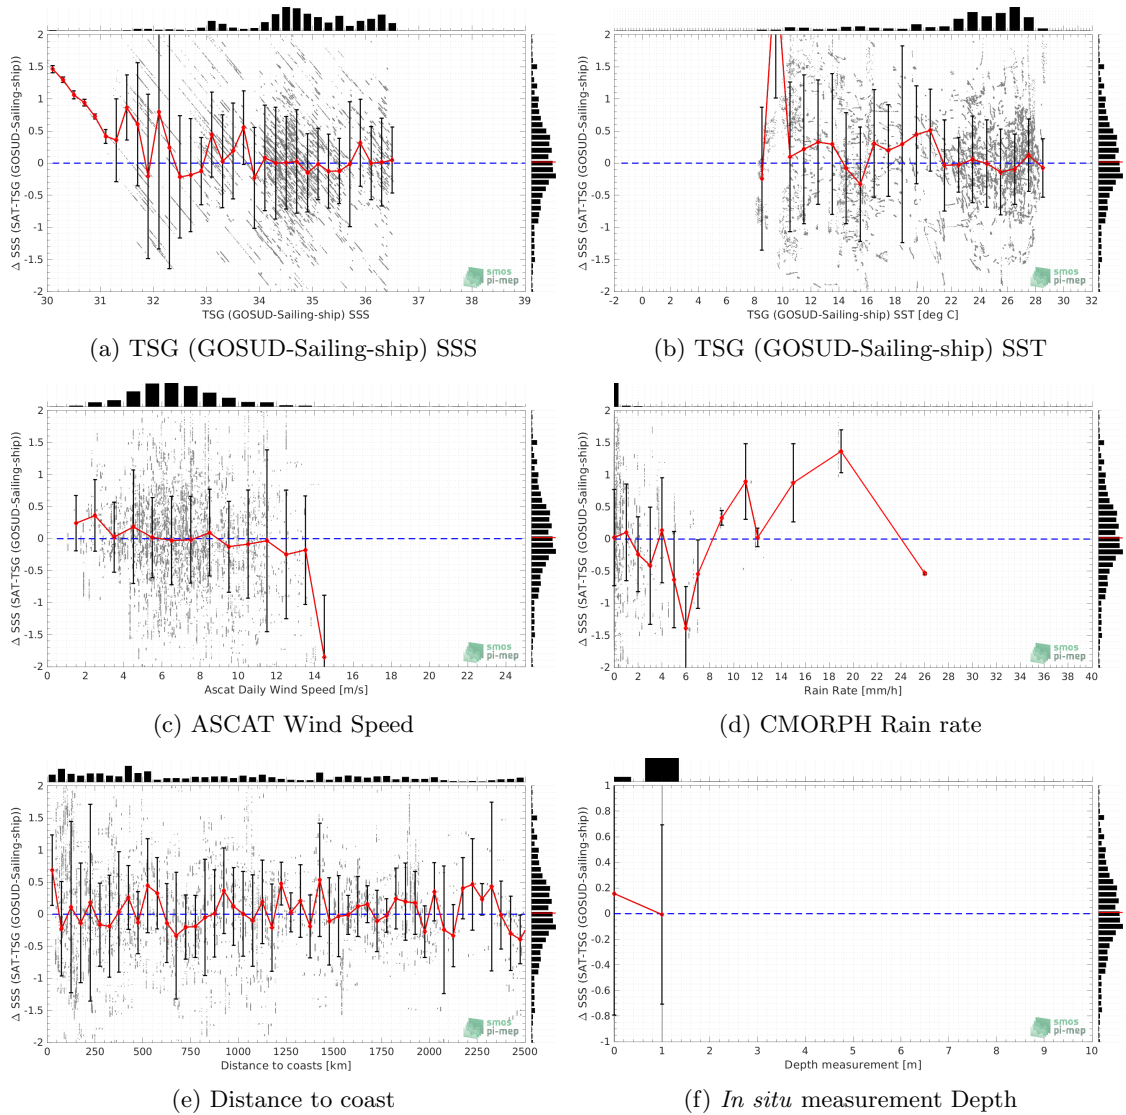 2
1.5
1
0.5
0
-0.5
-1
-1.5
-2
Δ SSS (SAT-TSG (GOSUD-Sailing-ship))
30 31 32 33 34 35 36 37 38 39
TSG (GOSUD-Sailing-ship) SSS
smos
pi-mep
(a) TSG (GOSUD-Sailing-ship) SSS
2
1.5
1
0.5
0
-0.5
-1
-1.5
-2
Δ SSS (SAT-TSG (GOSUD-Sailing-ship))
-2 0 2 4 6 8 10 12 14 16 18 20 22 24 26 28 30 32
TSG (GOSUD-Sailing-ship) SST [deg C]
smos
pi-mep
(b) TSG (GOSUD-Sailing-ship) SST
2
1.5
1
0.5
0
-0.5
-1
-1.5
-2
Δ SSS (SAT-TSG (GOSUD-Sailing-ship))
0 2 4 6 8 10 12 14 16 18 20 22 24
Ascat Daily Wind Speed [m/s]
smos
pi-mep
(c) ASCAT Wind Speed
2
1.5
1
0.5
0
-0.5
-1
-1.5
-2
Δ SSS (SAT-TSG (GOSUD-Sailing-ship))
0 2 4 6 8 10 12 14 16 18 20 22 24 26 28 30 32 34 36 38 40
Rain Rate [mm/h]
smos
pi-mep
(d) CMORPH Rain rate
2
1.5
1
0.5
0
-0.5
-1
-1.5
-2
Δ SSS (SAT-TSG (GOSUD-Sailing-ship))
0 250 500 750 1000 1250 1500 1750 2000 2250 2500
Distance to coasts [km]
smos
pi-mep
(e) Distance to coast
1
0.8
0.6
0.4
0.2
0
-0.2
-0.4
-0.6
-0.8
-1
Δ SSS (SAT-TSG (GOSUD-Sailing-ship))
0 1 2 3 4 5 6 7 8 9 10
Depth measurement [m]
smos
pi-mep
(f) In situ measurement Depth